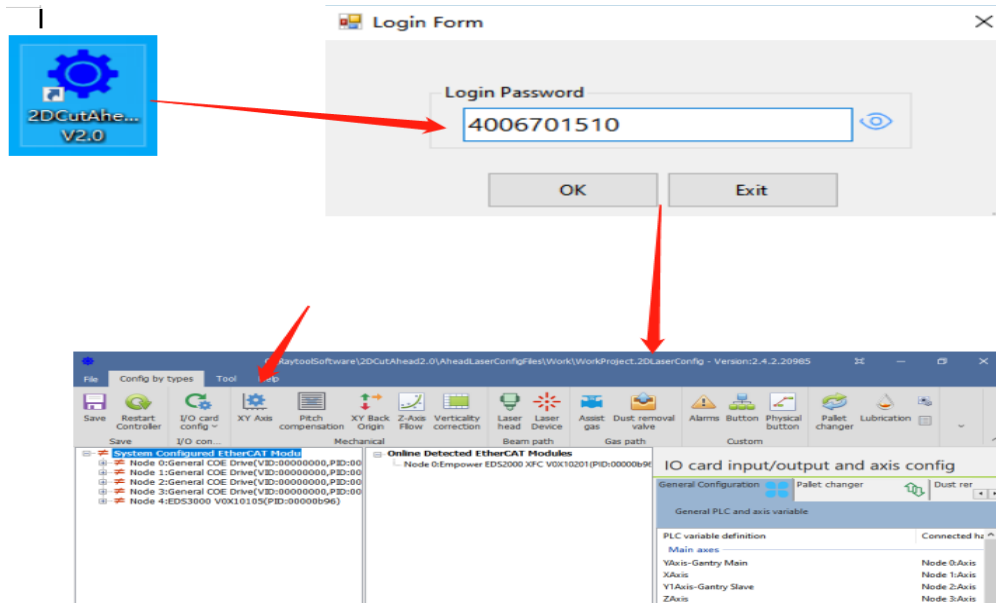 Login Form
2DCutAhe...
V2.0
Login Password
4006701510
OK Exit
RaytoolSoftware\2DCutAhead2.0\AheadLaserConfigFiles\Work\WorkProject.2DLaserConfig - Version:2.4.2.20985
File Config by types Tool
Save Restart Controller I/O card config XY Axis Pitch compensation XY Back Origin Z-Axis Flow Verticality correction Laser head Laser Device Assist gas Dust removal valve Alarms Button Physical button Pallet changer Lubrication
Save I/O con... Mechanical Beam path Gas path Custom
System Configured EtherCAT Modu
Node 0:General COE Drive(VID:00000000,PID:00
Node 1:General COE Drive(VID:00000000,PID:00
Node 2:General COE Drive(VID:00000000,PID:00
Node 3:General COE Drive(VID:00000000,PID:00
Node 4:EDS3000 V0X10105(PID:00000b96)
Online Detected EtherCAT Modules
Node 0:Empower EDS2000 XFC V0X10201(PID:00000b96
IO card input/output and axis config
General Configuration Pallet changer Dust rer
General PLC and axis variable
PLC variable definition Connected ha
Main axes
YAxis-Gantry Main Node 0:Axis
XAxis Node 1:Axis
Y1Axis-Gantry Slave Node 2:Axis
ZAxis Node 3:Axis